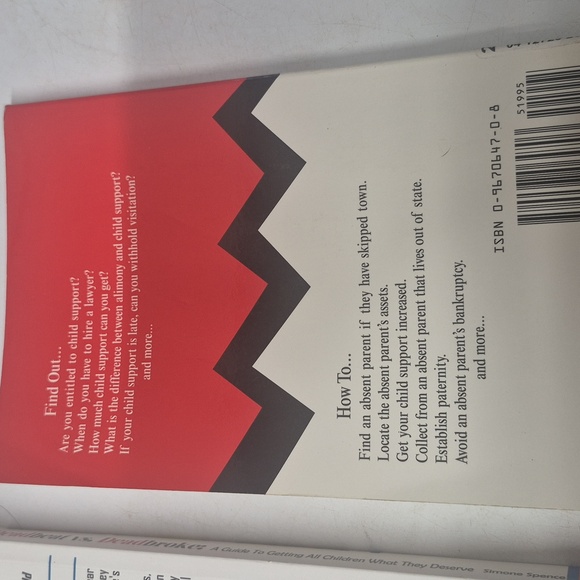 Find Out...
Are you entitled to child support?
When do you have to hire a lawyer?
How much child support can you get?
What is the difference between alimony and child support?
If your child support is late, can you withhold visitation?
and more...
How To...
Find an absent parent if they have skipped town.
Locate the absent parent's assets.
Get your child support increased.
Collect from an absent parent that lives out of state.
Establish paternity.
Avoid an absent parent's bankruptcy.
and more...
ISBN 0-9670647-0-8
51995
Deadbroke A Guide To Getting All Children What They Deserve Simone Spence